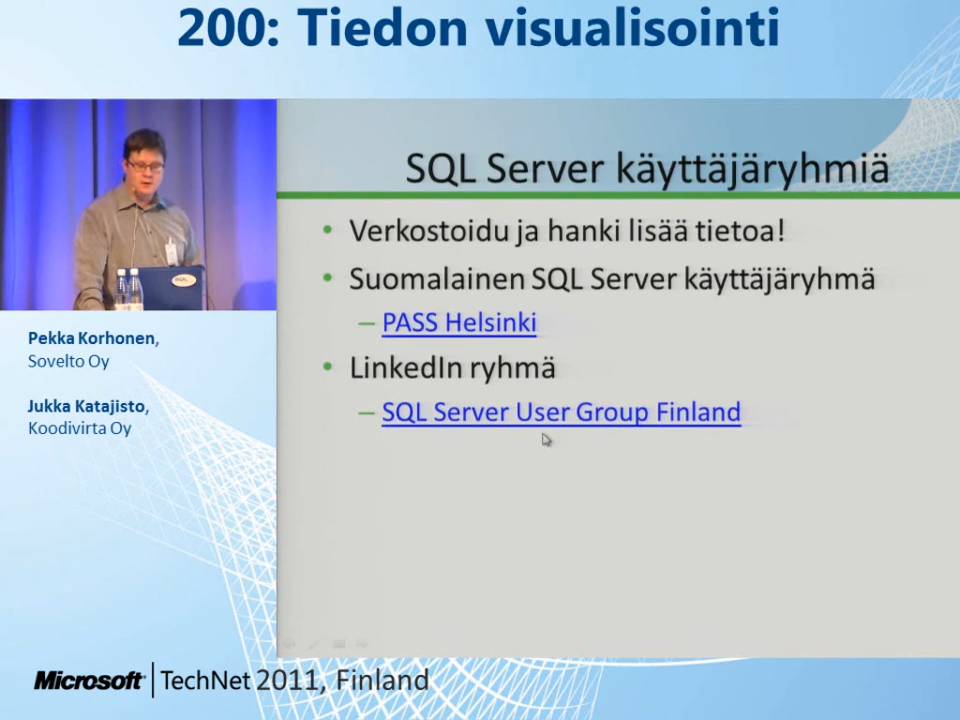 200: Tiedon visualisointi
SQL Server käyttäjäryhmiä
• Verkostoidu ja hanki lisää tietoa!
• Suomalainen SQL Server käyttäjäryhmä
– PASS Helsinki
• LinkedIn ryhmä
– SQL Server User Group Finland
Pekka Korhonen,
Sovelto Oy
Jukka Katajisto,
Koodivirta Oy
Microsoft | TechNet 2011, Finland